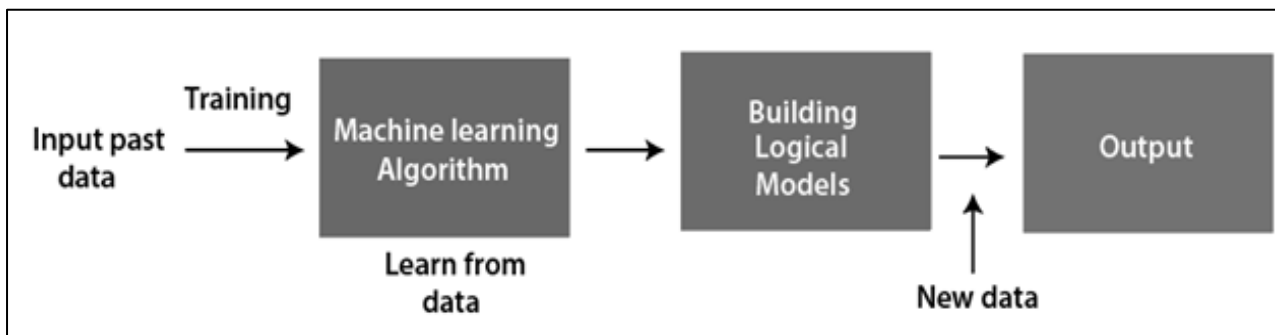 Input past
data
Training
Machine learning
Algorithm
Learn from
data
Building
Logical
Models
New data
Output